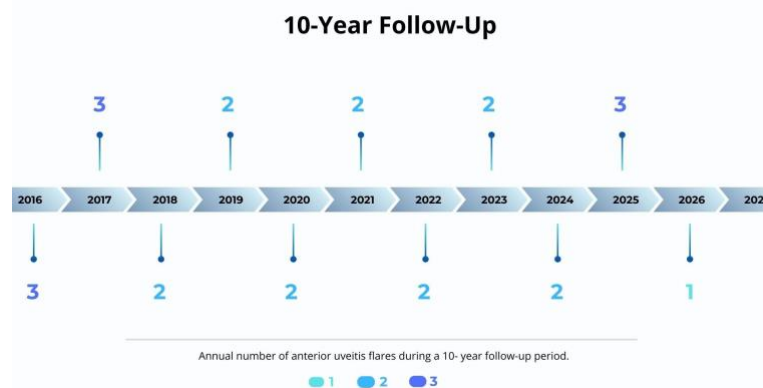 10-Year Follow-Up
3 2 2 2 3
2016 2017 2018 2019 2020 2021 2022 2023 2024 2025 2026 202
3 2 2 2 2 1
Annual number of anterior uveitis flares during a 10- year follow-up period.
1 2 3